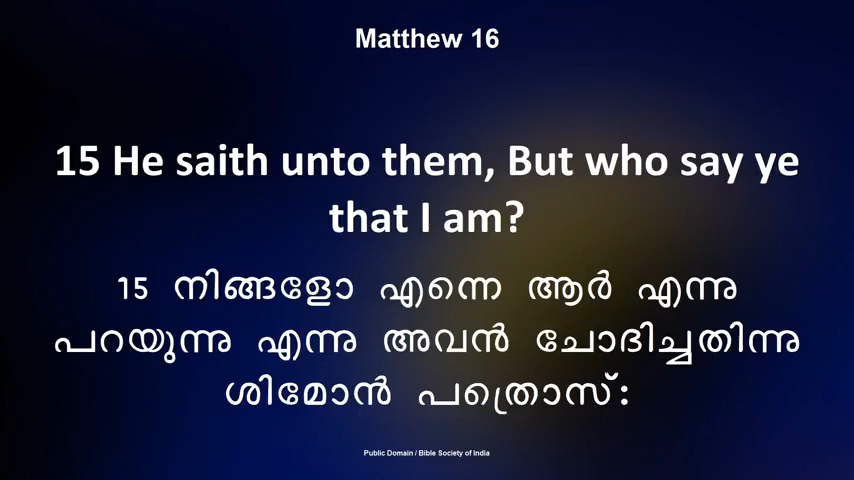 Matthew 16
15 He saith unto them, But who say ye
that I am?
15 നിങ്ങളോ എന്നെ ആർ എന്നു
പറയുന്നു എന്നു അവൻ ചോദിച്ചതിന്നു
ശിമോൻ പത്രൊസ്:
Public Domain / Bible Society of India